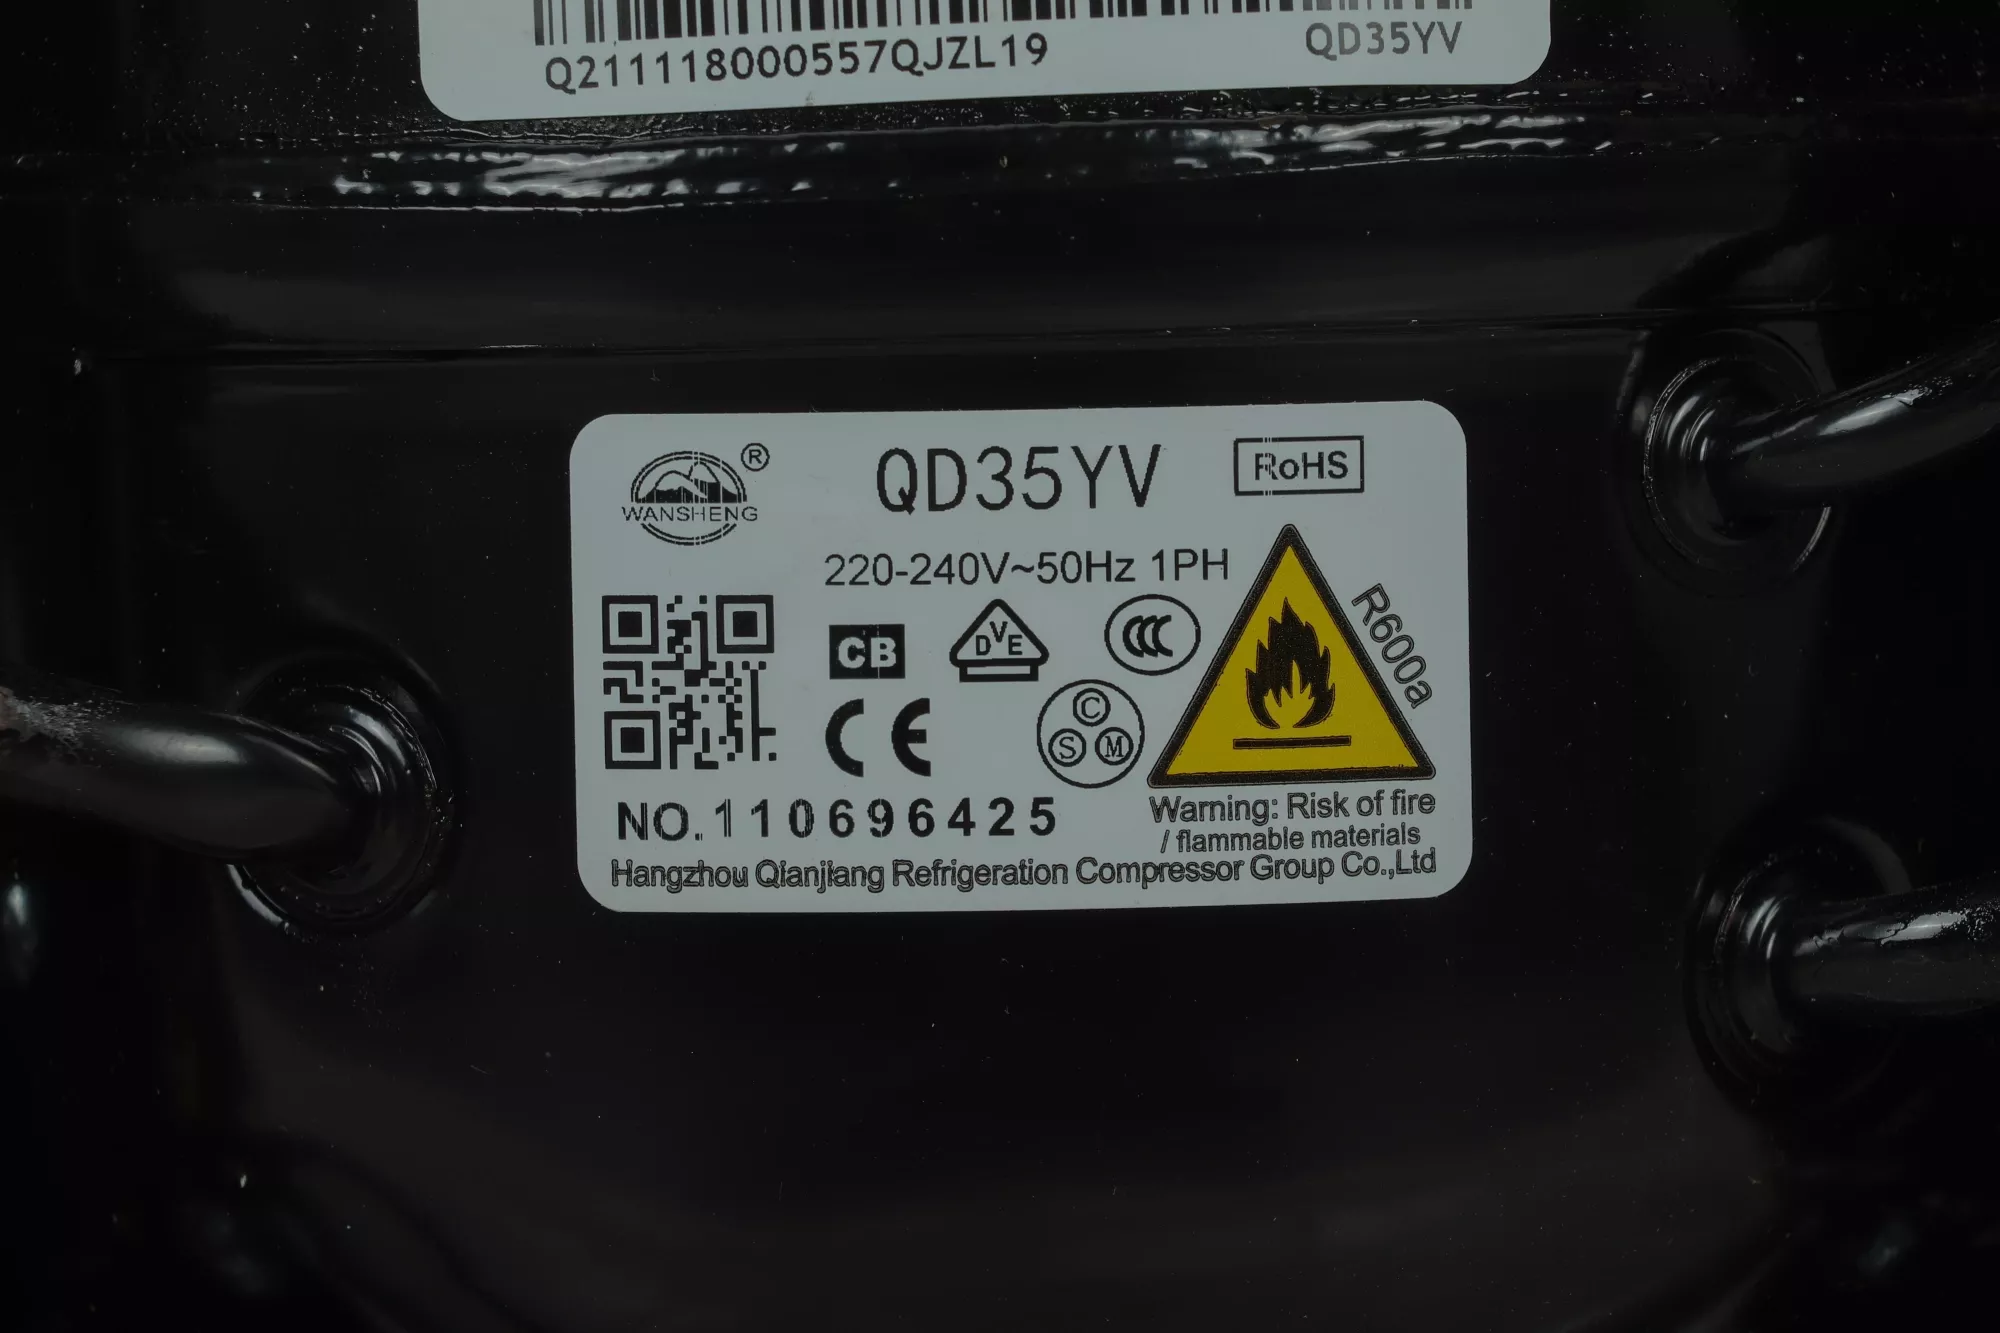 Q211118000557QJZL19 QD35YV
WANSHENG ®
QD35YV
RoHS
220-240V~50Hz 1PH
CB
DVE
CCC
R600a
CE
C
S M
NO.110696425
Warning: Risk of fire
/ flammable materials
Hangzhou Qianjiang Refrigeration Compressor Group Co.,Ltd